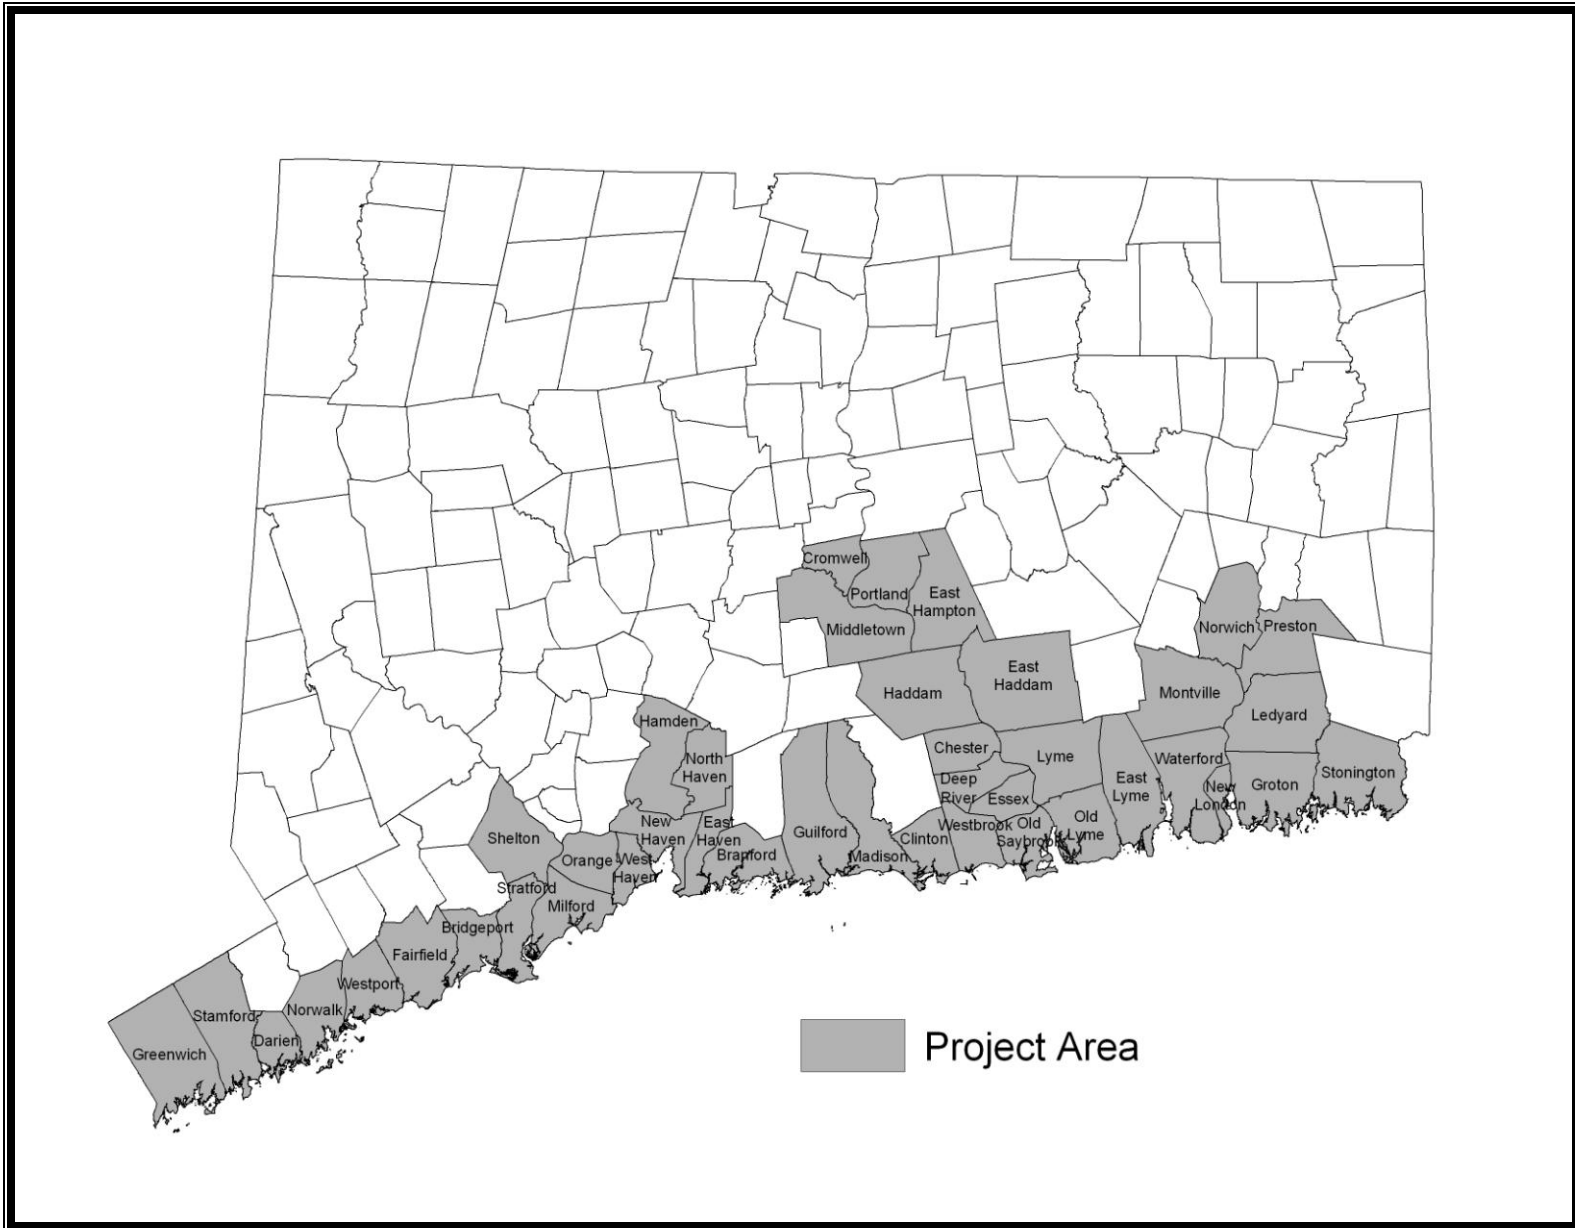 Cromwell
Portland
East
Hampton
Middletown
Norwich
Preston
Haddam
East
Haddam
Montville
Ledyard
Hamden
North
Haven
Chester
Lyme
Waterford
Stonington
Deep
River
Essex
East
Lyme
New
London
Groton
Shelton
New
Haven
East
Haven
Guilford
Clinton
Westbrook
Old
Saybrook
Old
Lyme
Orange
West
Haven
Branford
Madison
Stratford
Milford
Bridgeport
Fairfield
Westport
Norwalk
Stamford
Darien
Greenwich
Project Area